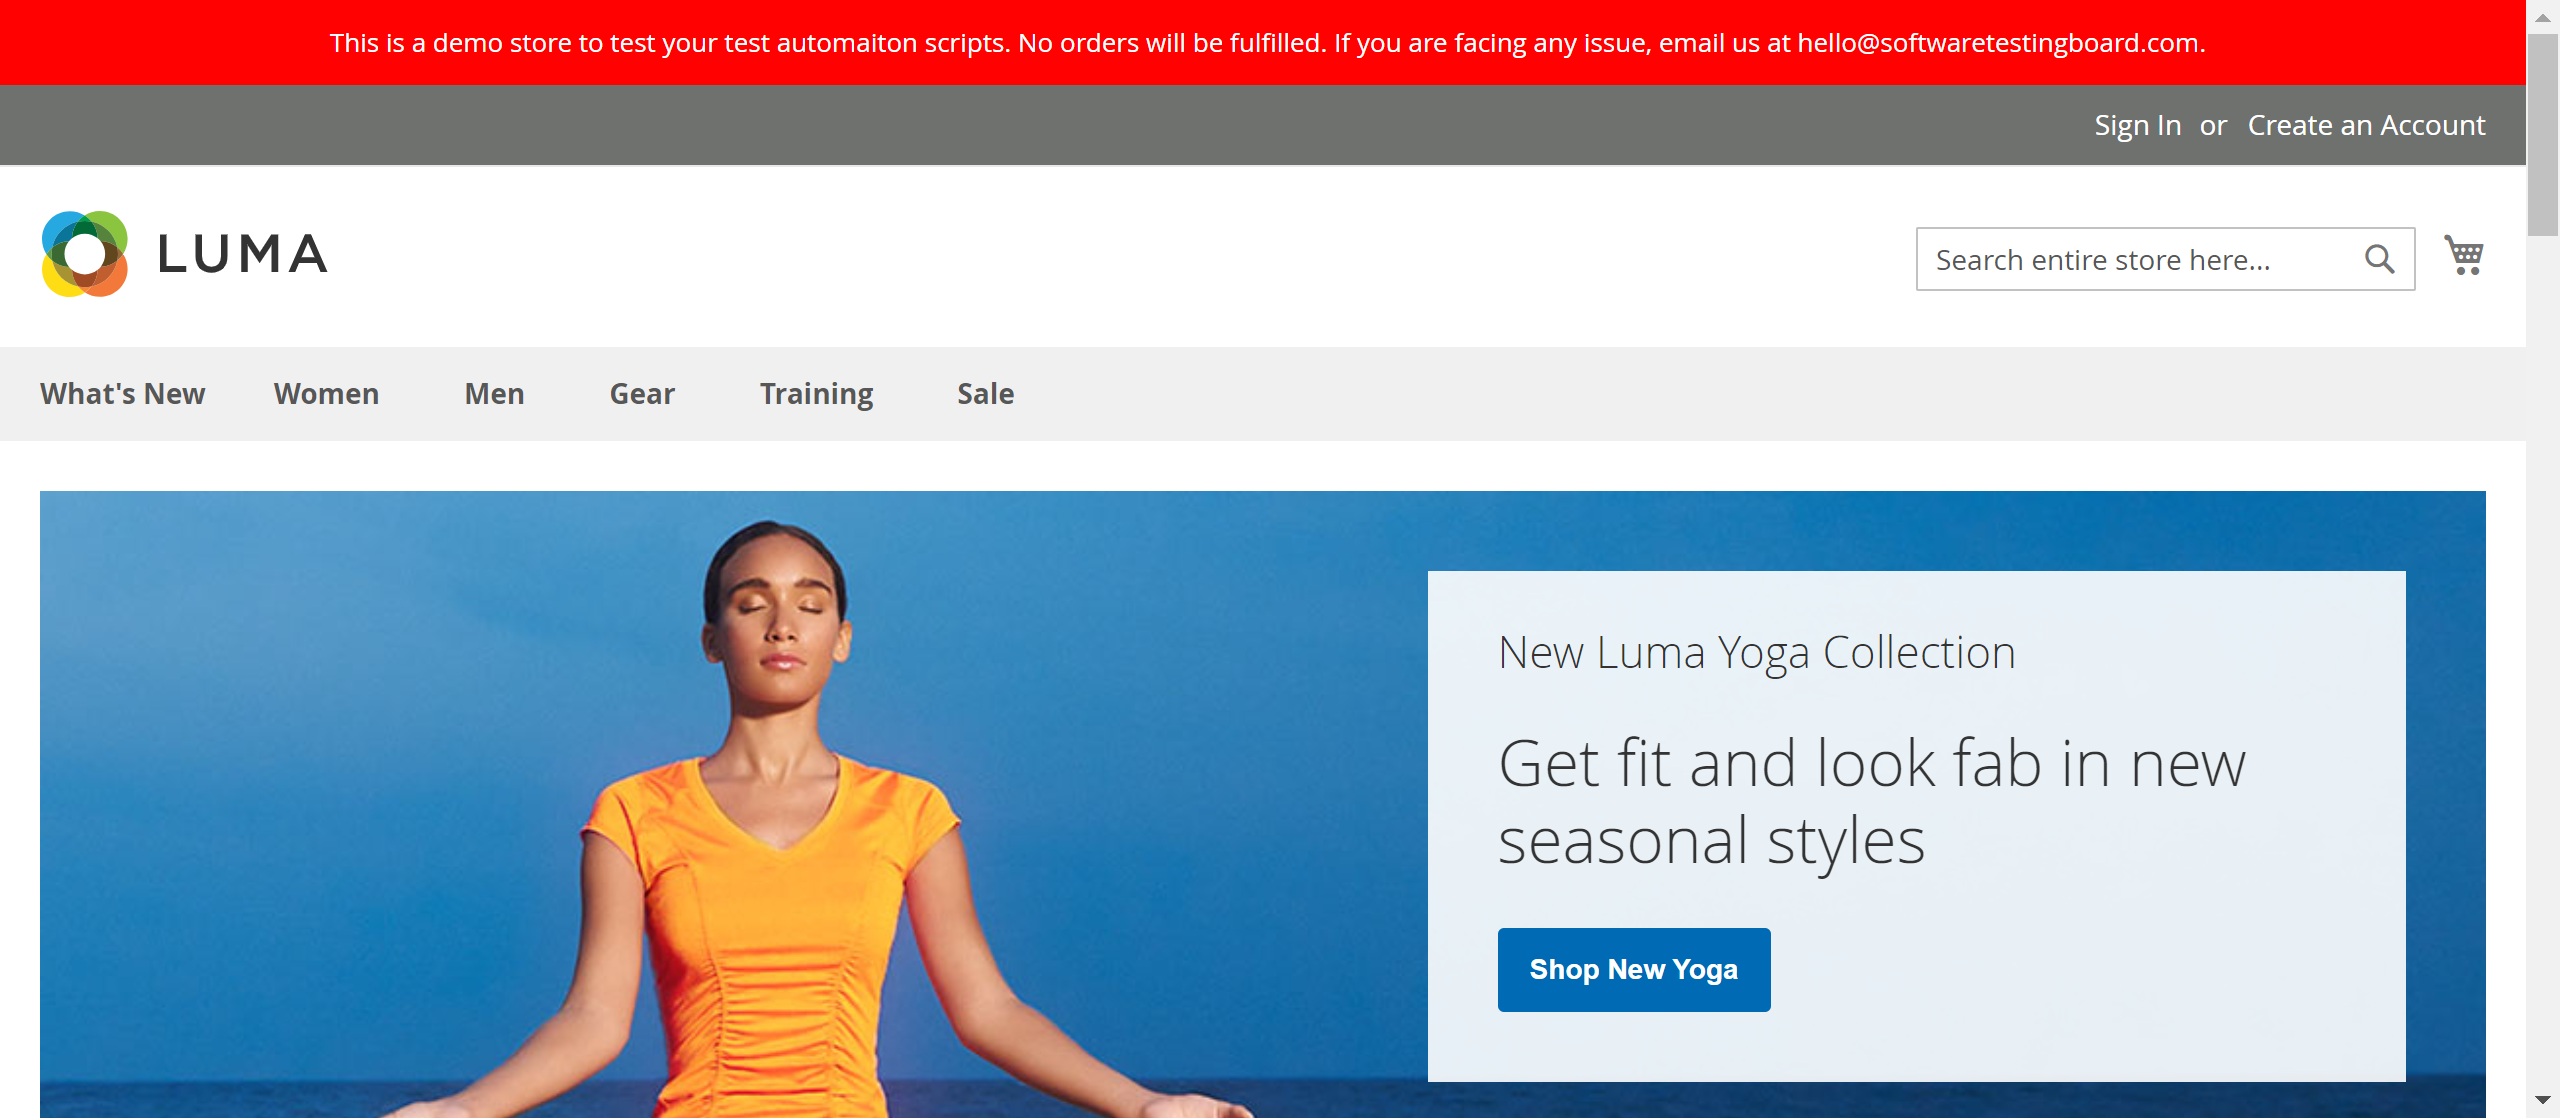 This is a demo store to test your test automaiton scripts. No orders will be fulfilled. If you are facing any issue, email us at hello@softwaretestingboard.com.
Sign In or Create an Account
LUMA
Search entire store here...
What's New Women Men Gear Training Sale
New Luma Yoga Collection
Get fit and look fab in new
seasonal styles
Shop New Yoga